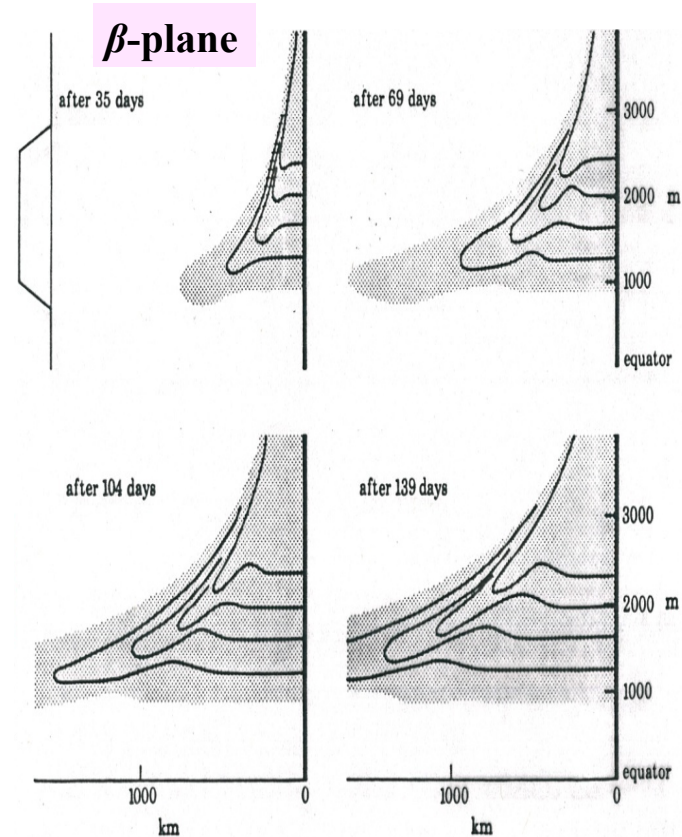 β-plane
after 35 days
after 69 days
3000
2000 m
1000
equator
after 104 days
after 139 days
3000
2000 m
1000
equator
1000
0
1000
0
km
km